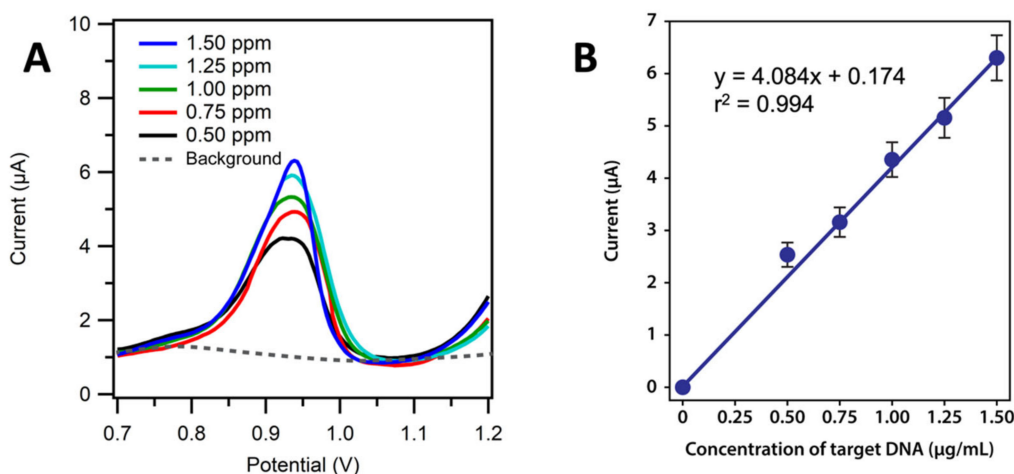 A
1.50 ppm
1.25 ppm
1.00 ppm
0.75 ppm
0.50 ppm
Background
10
8
6
4
2
0
Current (µA)
0.7 0.8 0.9 1.0 1.1 1.2
Potential (V)
B
y = 4.084x + 0.174
r² = 0.994
7
6
5
4
3
2
1
0
Current (µA)
0 0.25 0.50 0.75 1.00 1.25 1.50
Concentration of target DNA (µg/mL)